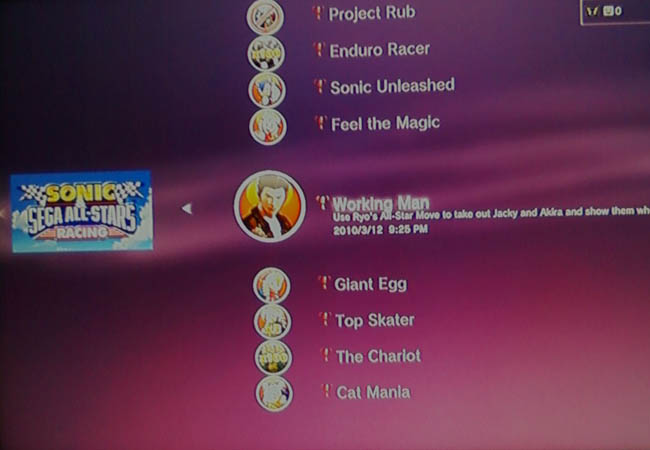 Project Rub
0
Enduro Racer
Sonic Unleashed
Feel the Magic
SONIC
& SEGA ALL-STARS
RACING
Working Man
Use Ryo's All-Star Move to take out Jacky and Akira and show them wh
2010/3/12 9:25 PM
Giant Egg
Top Skater
The Chariot
Cat Mania